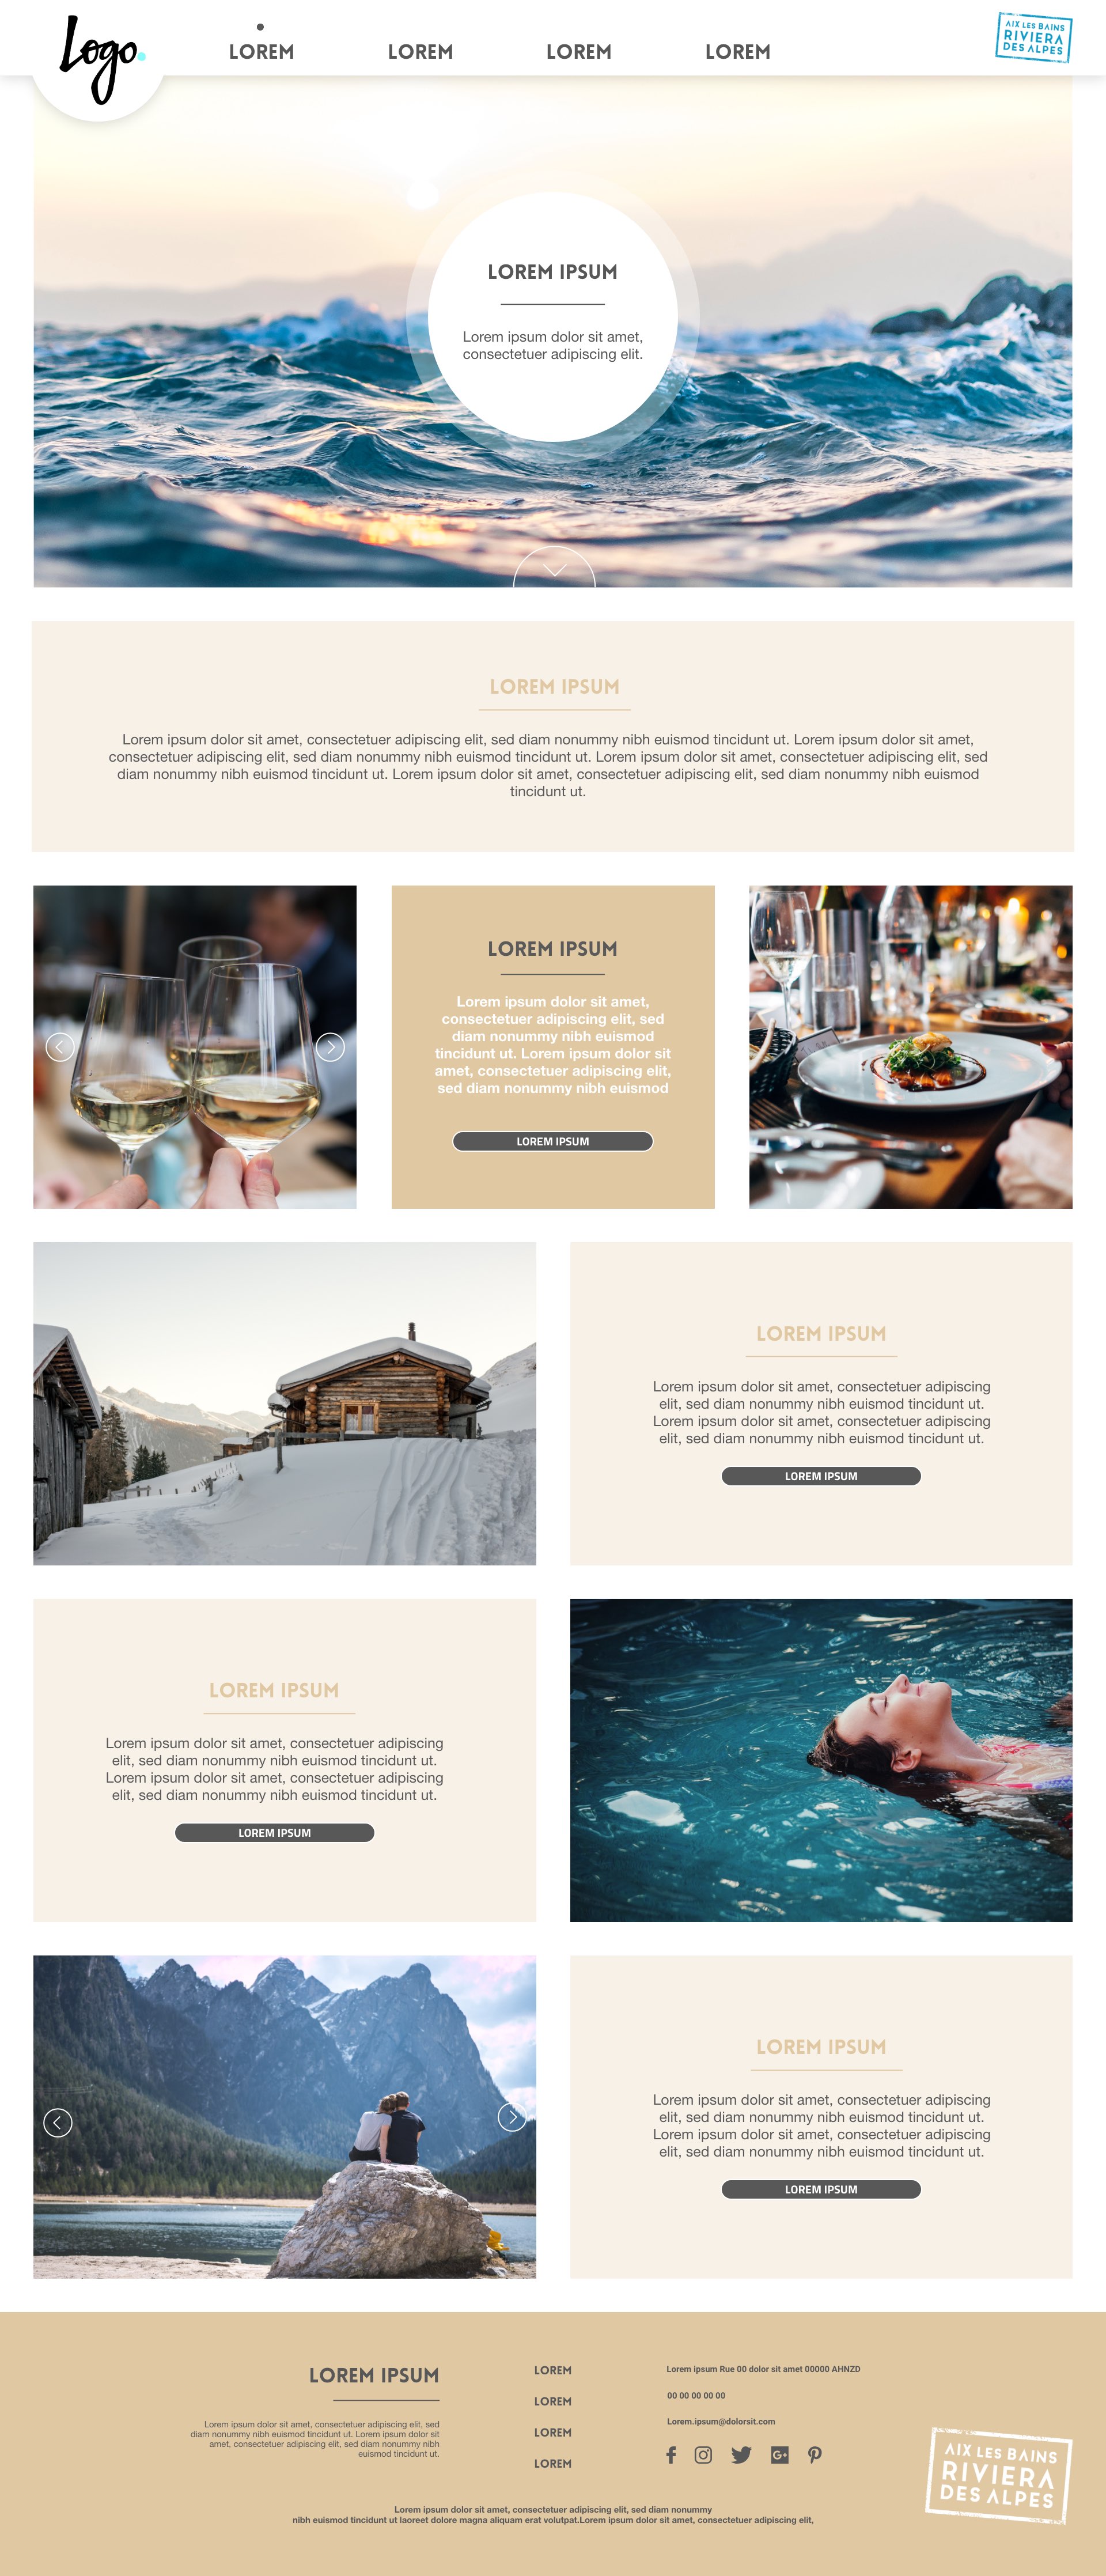 Logo.
LOREM
LOREM
LOREM
LOREM
AIX LES BAINS
RIVIERA
DES ALPES
LOREM IPSUM
Lorem ipsum dolor sit amet,
consectetuer adipiscing elit.
LOREM IPSUM
Lorem ipsum dolor sit amet, consectetuer adipiscing elit, sed diam nonummy nibh euismod tincidunt ut. Lorem ipsum dolor sit amet,
consectetuer adipiscing elit, sed diam nonummy nibh euismod tincidunt ut. Lorem ipsum dolor sit amet, consectetuer adipiscing elit, sed
diam nonummy nibh euismod tincidunt ut. Lorem ipsum dolor sit amet, consectetuer adipiscing elit, sed diam nonummy nibh euismod
tincidunt ut.
LOREM IPSUM
Lorem ipsum dolor sit amet,
consectetuer adipiscing elit, sed
diam nonummy nibh euismod
tincidunt ut. Lorem ipsum dolor sit
amet, consectetuer adipiscing elit,
sed diam nonummy nibh euismod
LOREM IPSUM
LOREM IPSUM
Lorem ipsum dolor sit amet, consectetuer adipiscing
elit, sed diam nonummy nibh euismod tincidunt ut.
Lorem ipsum dolor sit amet, consectetuer adipiscing
elit, sed diam nonummy nibh euismod tincidunt ut.
LOREM IPSUM
LOREM IPSUM
Lorem ipsum dolor sit amet, consectetuer adipiscing
elit, sed diam nonummy nibh euismod tincidunt ut.
Lorem ipsum dolor sit amet, consectetuer adipiscing
elit, sed diam nonummy nibh euismod tincidunt ut.
LOREM IPSUM
LOREM IPSUM
Lorem ipsum dolor sit amet, consectetuer adipiscing
elit, sed diam nonummy nibh euismod tincidunt ut.
Lorem ipsum dolor sit amet, consectetuer adipiscing
elit, sed diam nonummy nibh euismod tincidunt ut.
LOREM IPSUM
LOREM IPSUM
Lorem ipsum dolor sit amet, consectetuer adipiscing elit, sed
diam nonummy nibh euismod tincidunt ut. Lorem ipsum dolor sit
amet, consectetuer adipiscing elit, sed diam nonummy nibh
euismod tincidunt ut.
LOREM
LOREM
LOREM
LOREM
Lorem ipsum Rue 00 dolor sit amet 00000 AHNZD
00 00 00 00 00
Lorem.ipsum@dolorsit.com
G+
AIX LES BAINS
RIVIERA
DES ALPES
Lorem ipsum dolor sit amet, consectetuer adipiscing elit, sed diam nonummy
nibh euismod tincidunt ut laoreet dolore magna aliquam erat volutpat.Lorem ipsum dolor sit amet, consectetuer adipiscing elit,